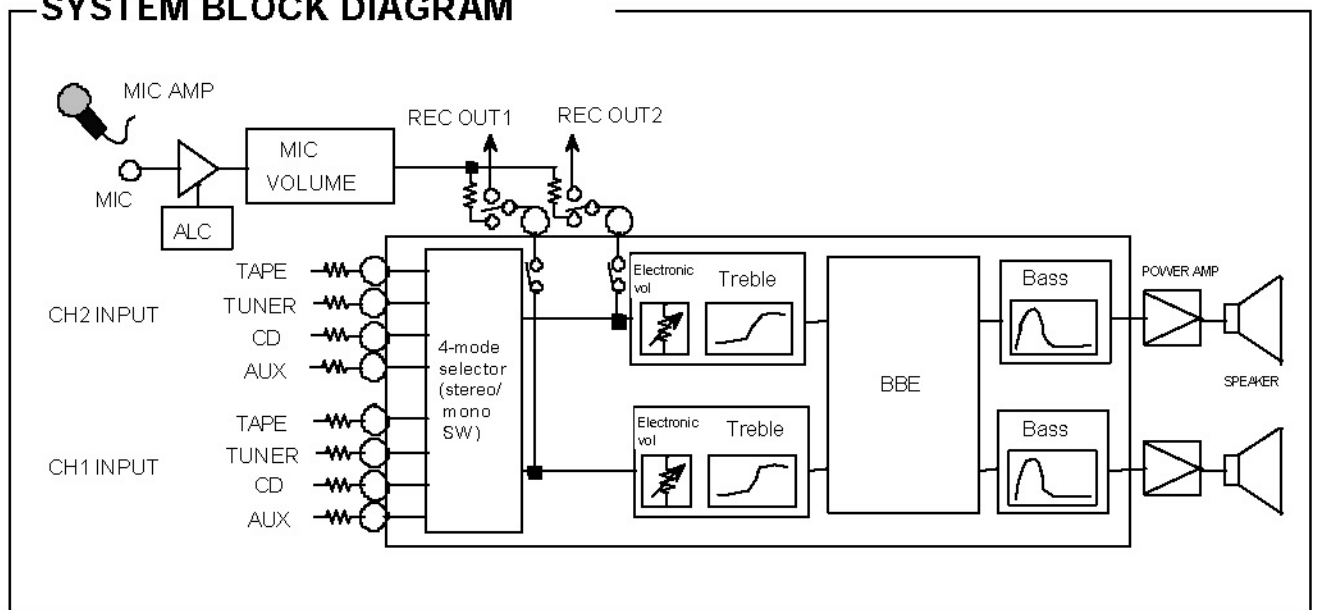 SYSTEM BLOCK DIAGRAM
MIC AMP
REC OUT1
REC OUT2
MIC
VOLUME
MIC
ALC
CH2 INPUT
TAPE
TUNER
CD
AUX
CH1 INPUT
TAPE
TUNER
CD
AUX
4-mode
selector
(stereo/
mono
SW)
Electronic
vol
Treble
Electronic
vol
Treble
BBE
Bass
Bass
POWER AMP
SPEAKER